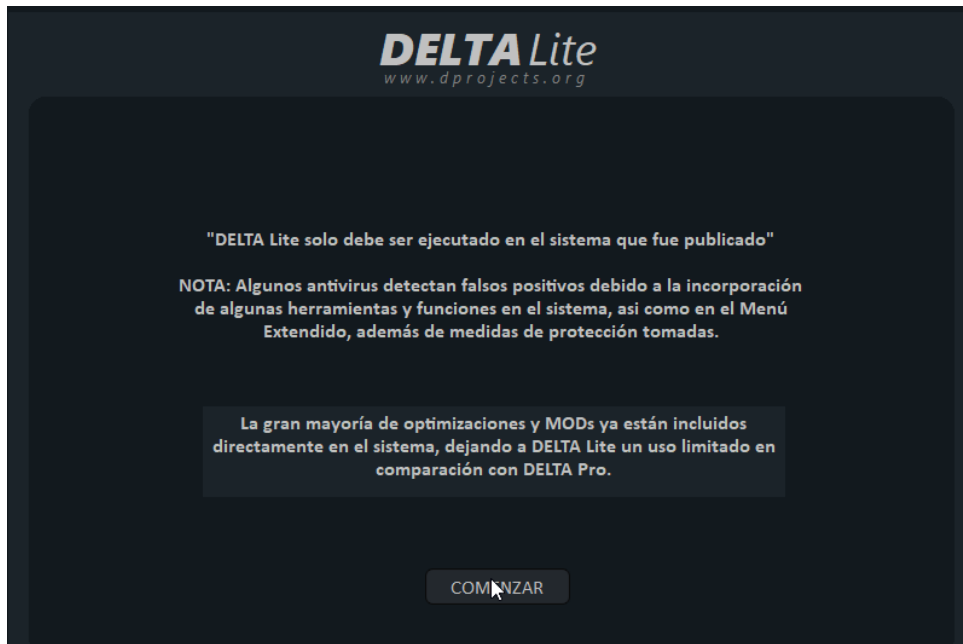 DELTA Lite
www.dprojects.org
"DELTA Lite solo debe ser ejecutado en el sistema que fue publicado"
NOTA: Algunos antivirus detectan falsos positivos debido a la incorporación
de algunas herramientas y funciones en el sistema, asi como en el Menú
Extendido, además de medidas de protección tomadas.
La gran mayoría de optimizaciones y MODs ya están incluidos
directamente en el sistema, dejando a DELTA Lite un uso limitado en
comparación con DELTA Pro.
COMENZAR